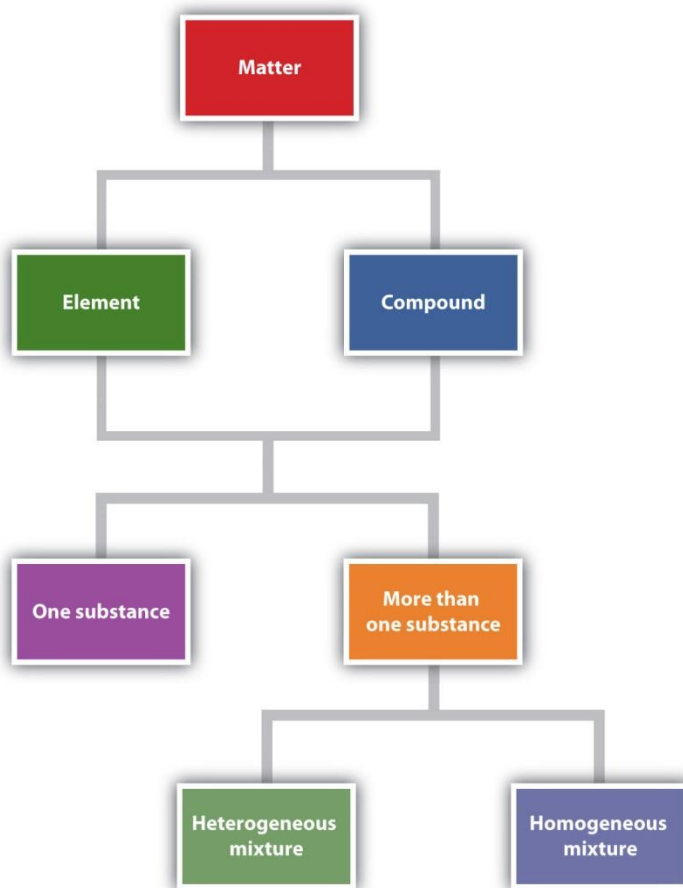 Matter
Element
Compound
One substance
More than
one substance
Heterogeneous
mixture
Homogeneous
mixture